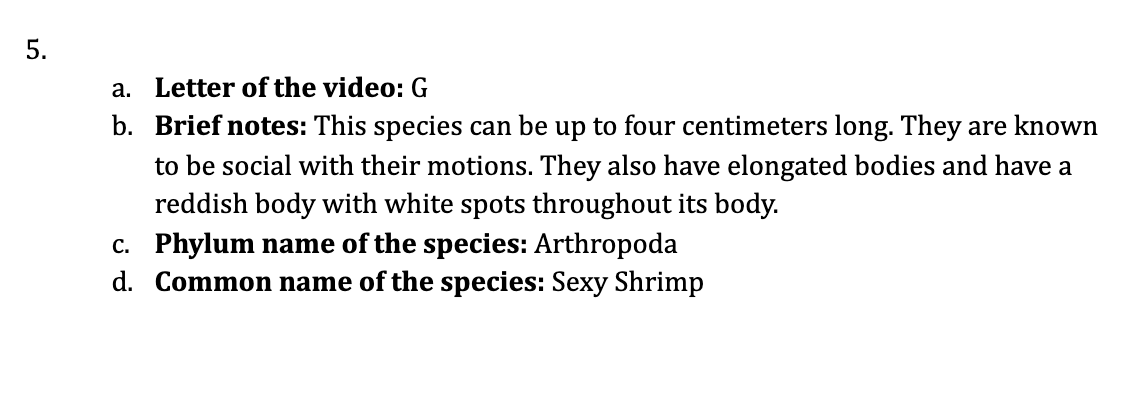 5.
a. Letter of the video: G
b. Brief notes: This species can be up to four centimeters long. They are known
to be social with their motions. They also have elongated bodies and have a
reddish body with white spots throughout its body.
c. Phylum name of the species: Arthropoda
d. Common name of the species: Sexy Shrimp